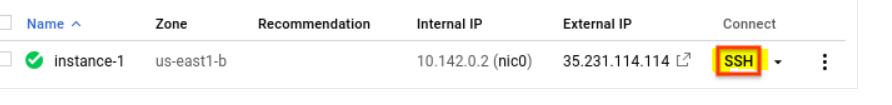 Name Zone Recommendation Internal IP External IP Connect
instance-1 us-east1-b 10.142.0.2 (nic0) 35.231.114.114 SSH